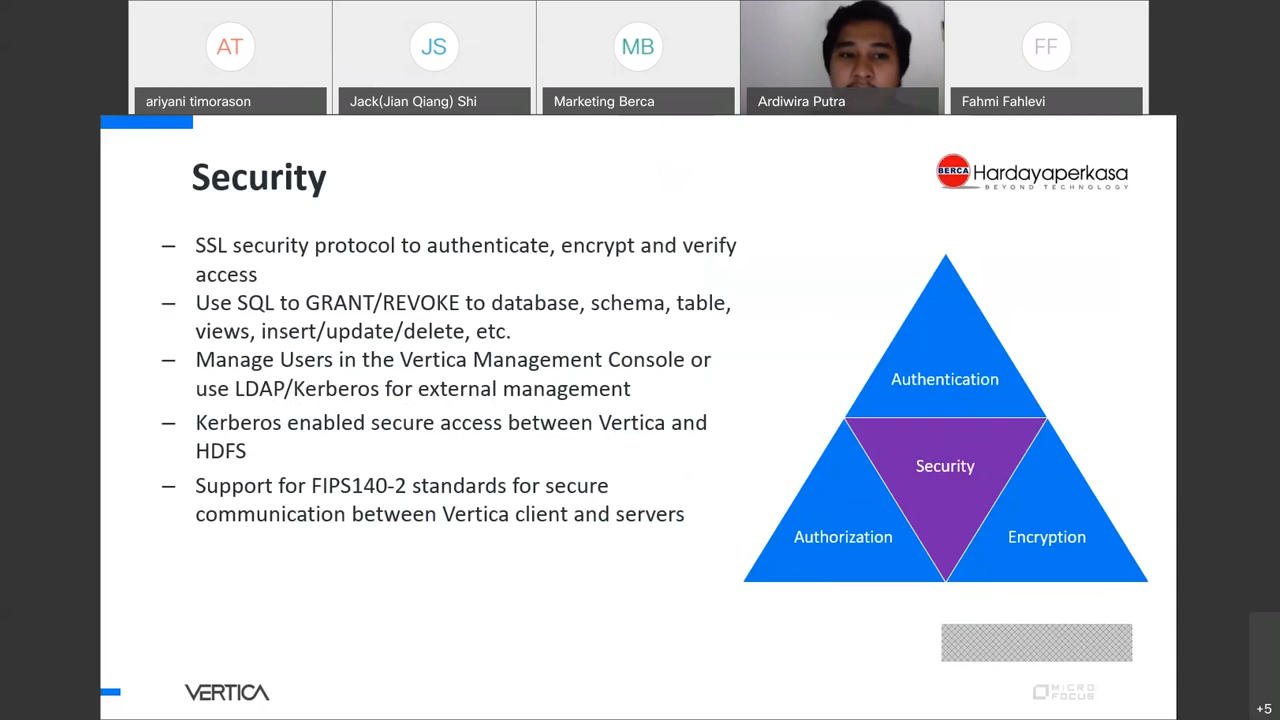 AT
JS
MB
FF
ariyani timorason
Jack(Jian Qiang) Shi
Marketing Berca
Ardiwira Putra
Fahmi Fahlevi
Security
BERCA Hardayaperkasa
BEYOND TECHNOLOGY
– SSL security protocol to authenticate, encrypt and verify
access
– Use SQL to GRANT/REVOKE to database, schema, table,
views, insert/update/delete, etc.
– Manage Users in the Vertica Management Console or
use LDAP/Kerberos for external management
– Kerberos enabled secure access between Vertica and
HDFS
– Support for FIPS140-2 standards for secure
communication between Vertica client and servers
Authentication
Security
Authorization
Encryption
VERTICA
MICRO
FOCUS
+5